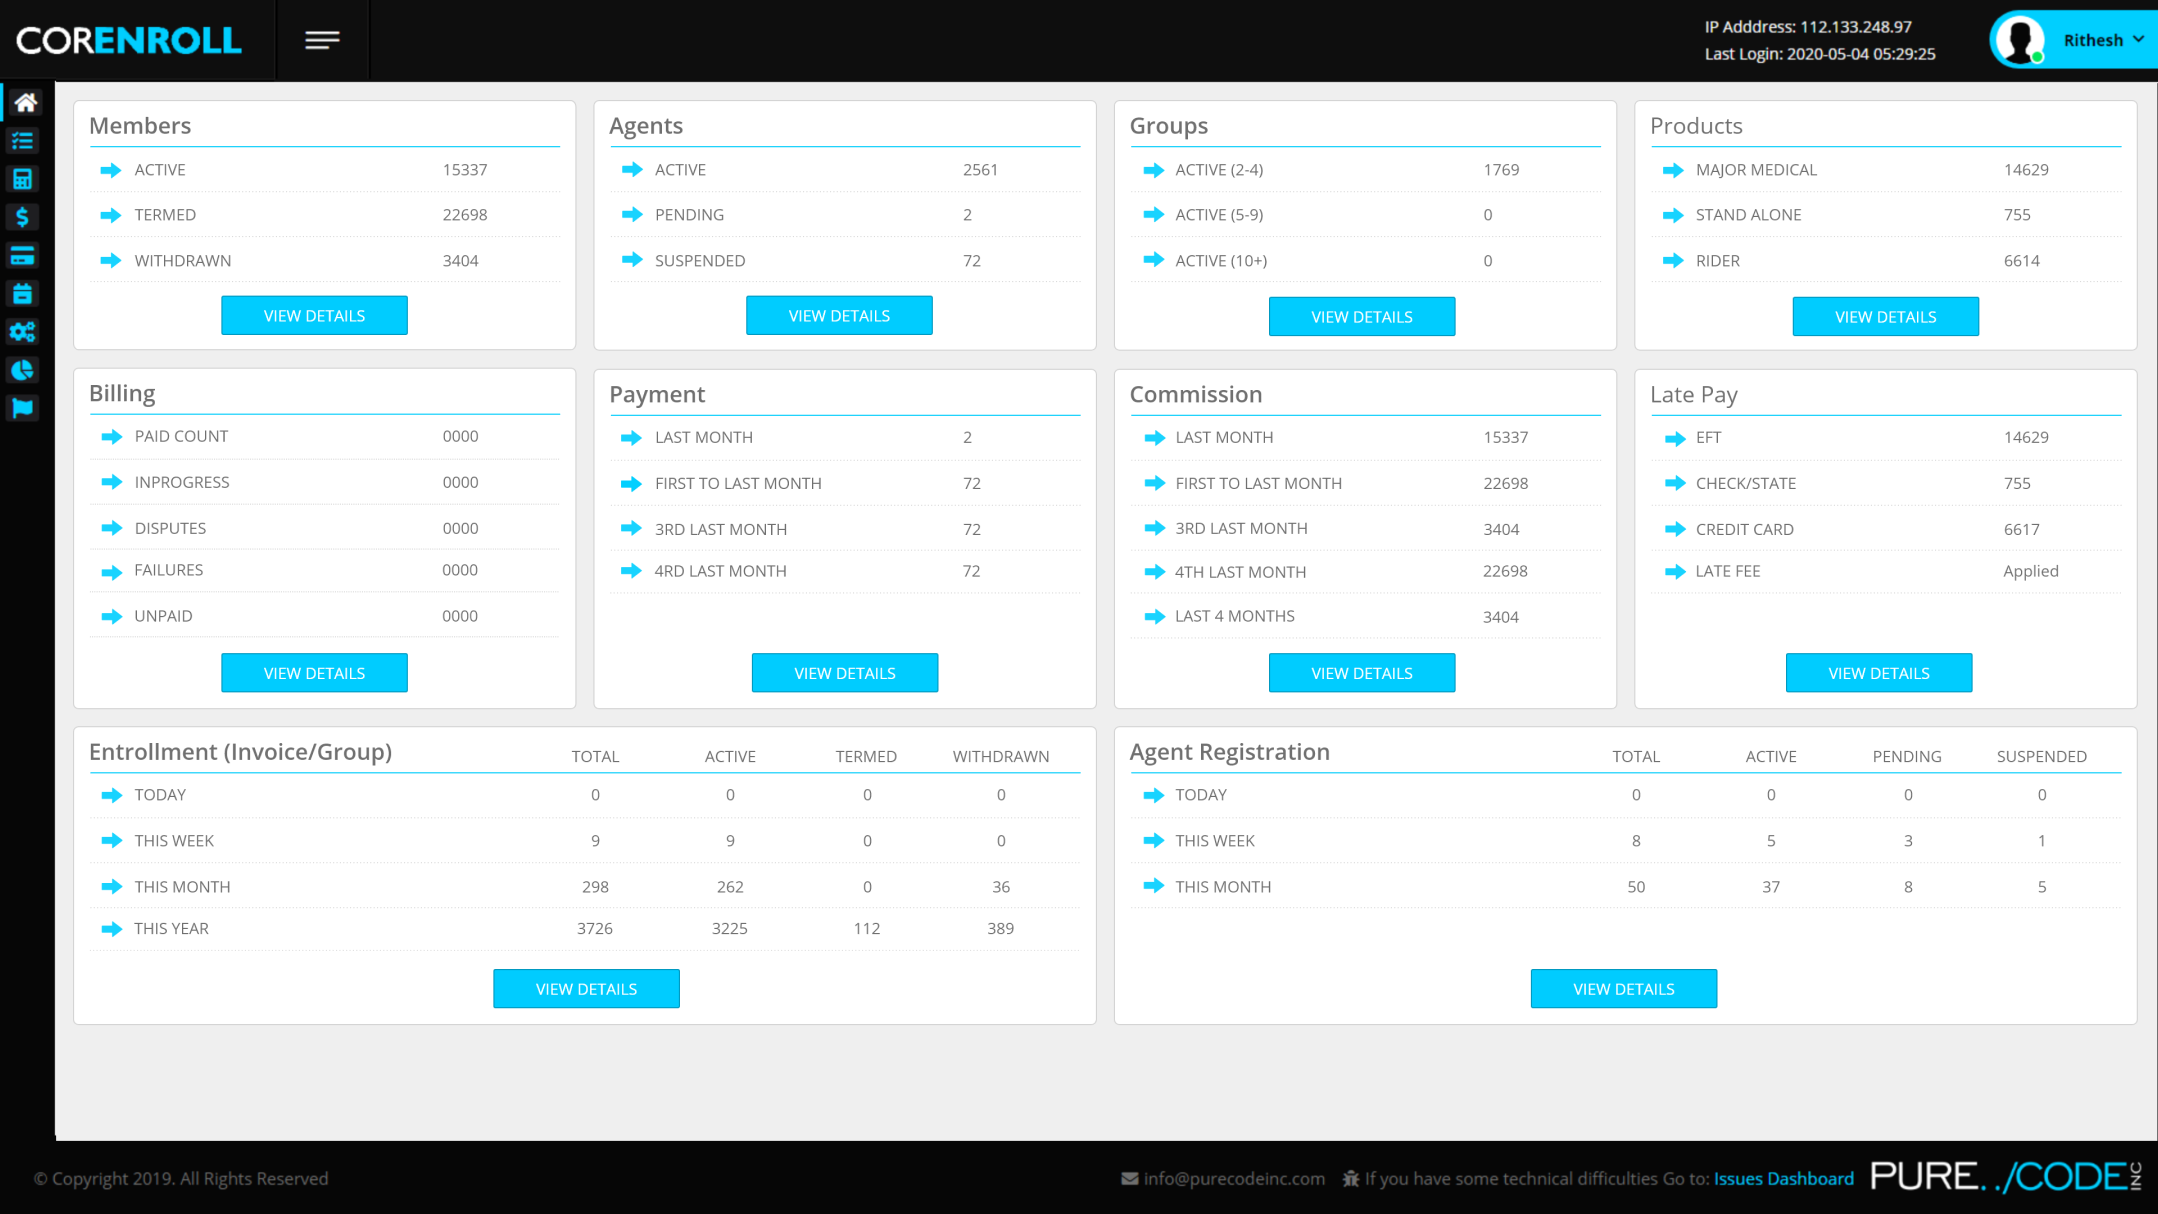 CORENROLL
IP Adddress: 112.133.248.97
Last Login: 2020-05-04 05:29:25
Rithesh
Members
ACTIVE 15337
TERMED 22698
WITHDRAWN 3404
VIEW DETAILS
Agents
ACTIVE 2561
PENDING 2
SUSPENDED 72
VIEW DETAILS
Groups
ACTIVE (2-4) 1769
ACTIVE (5-9) 0
ACTIVE (10+) 0
VIEW DETAILS
Products
MAJOR MEDICAL 14629
STAND ALONE 755
RIDER 6614
VIEW DETAILS
Billing
PAID COUNT 0000
INPROGRESS 0000
DISPUTES 0000
FAILURES 0000
UNPAID 0000
VIEW DETAILS
Payment
LAST MONTH 2
FIRST TO LAST MONTH 72
3RD LAST MONTH 72
4RD LAST MONTH 72
VIEW DETAILS
Commission
LAST MONTH 15337
FIRST TO LAST MONTH 22698
3RD LAST MONTH 3404
4TH LAST MONTH 22698
LAST 4 MONTHS 3404
VIEW DETAILS
Late Pay
EFT 14629
CHECK/STATE 755
CREDIT CARD 6617
LATE FEE Applied
VIEW DETAILS
Entrollment (Invoice/Group) TOTAL ACTIVE TERMED WITHDRAWN
TODAY 0 0 0 0
THIS WEEK 9 9 0 0
THIS MONTH 298 262 0 36
THIS YEAR 3726 3225 112 389
VIEW DETAILS
Agent Registration TOTAL ACTIVE PENDING SUSPENDED
TODAY 0 0 0 0
THIS WEEK 8 5 3 1
THIS MONTH 50 37 8 5
VIEW DETAILS
© Copyright 2019. All Rights Reserved
info@purecodeinc.com If you have some technical difficulties Go to: Issues Dashboard
PURE../CODE INC